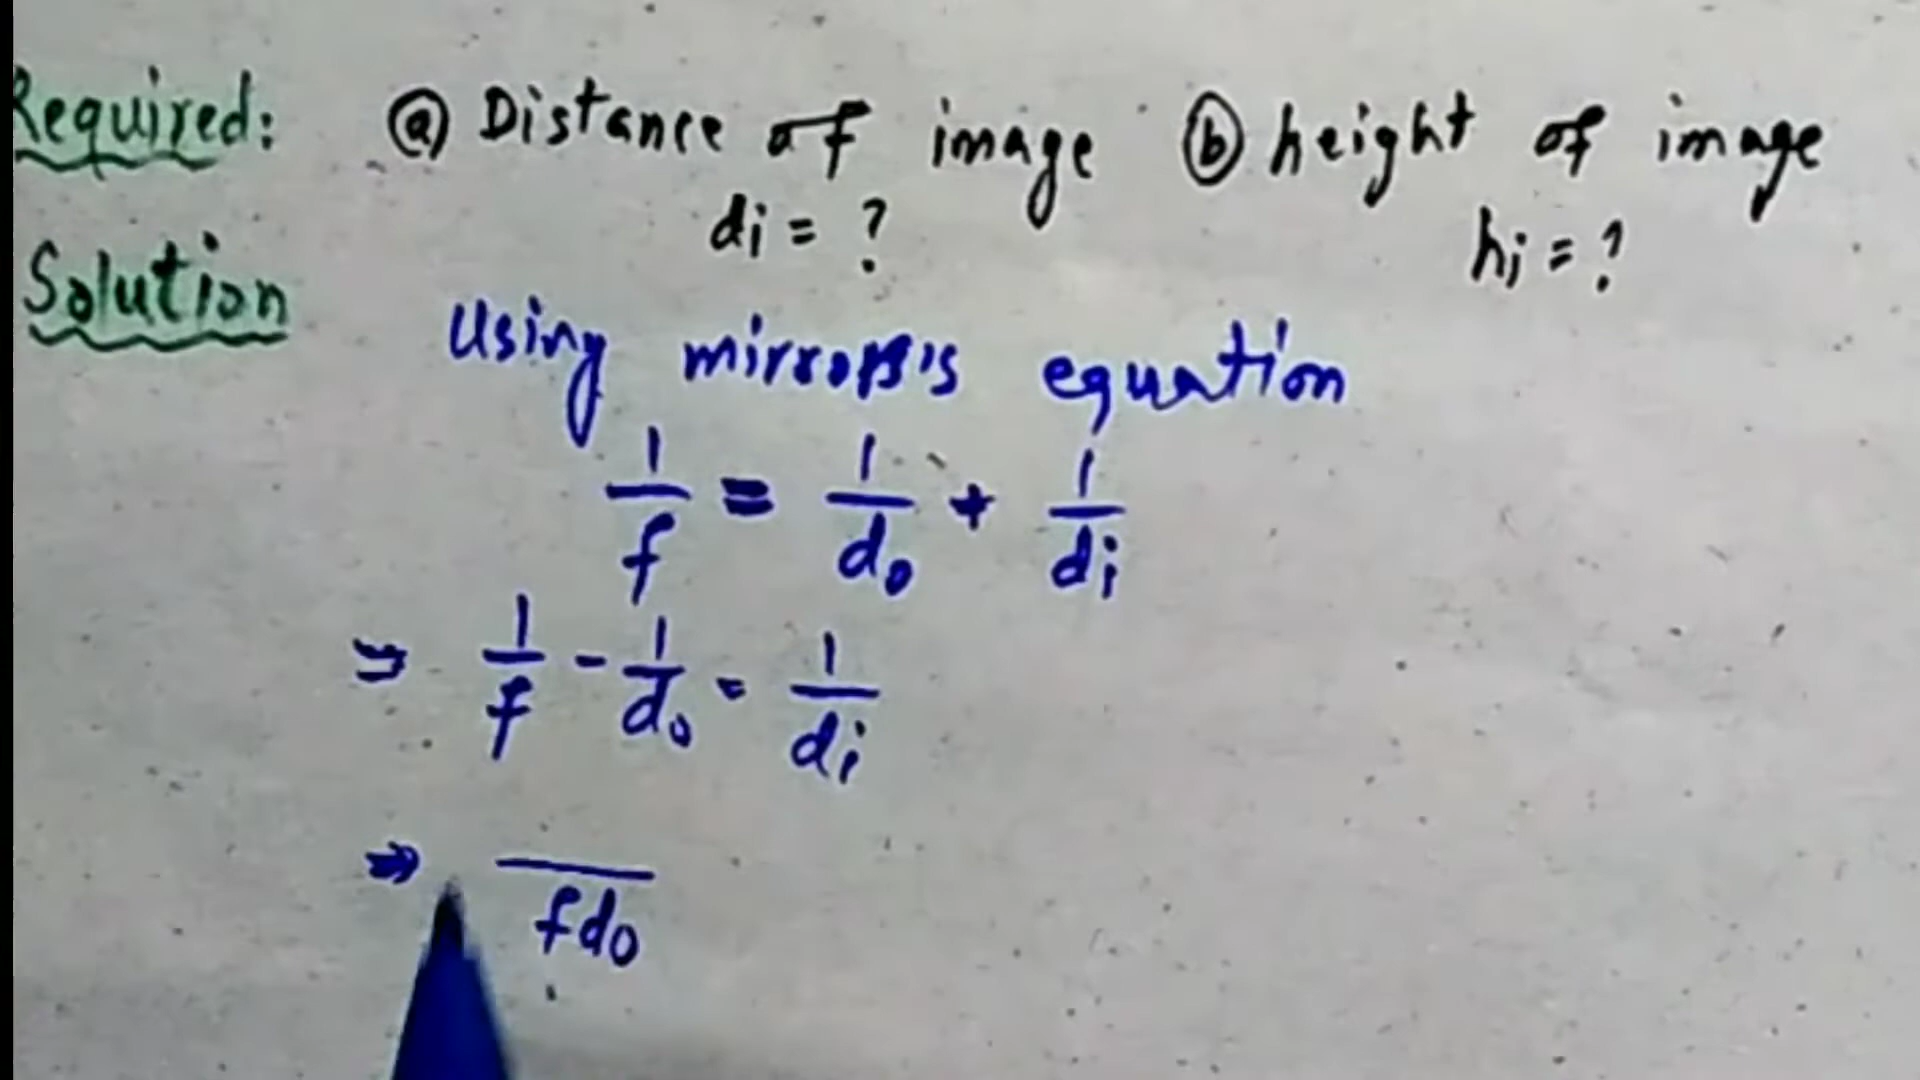 Required: ⓐ Distance of image ⓑ height of image
di = ? hi = ?
Solution
Using mirror's equation
1/f = 1/do + 1/di
⇒ 1/f - 1/do = 1/di
⇒ /fdo